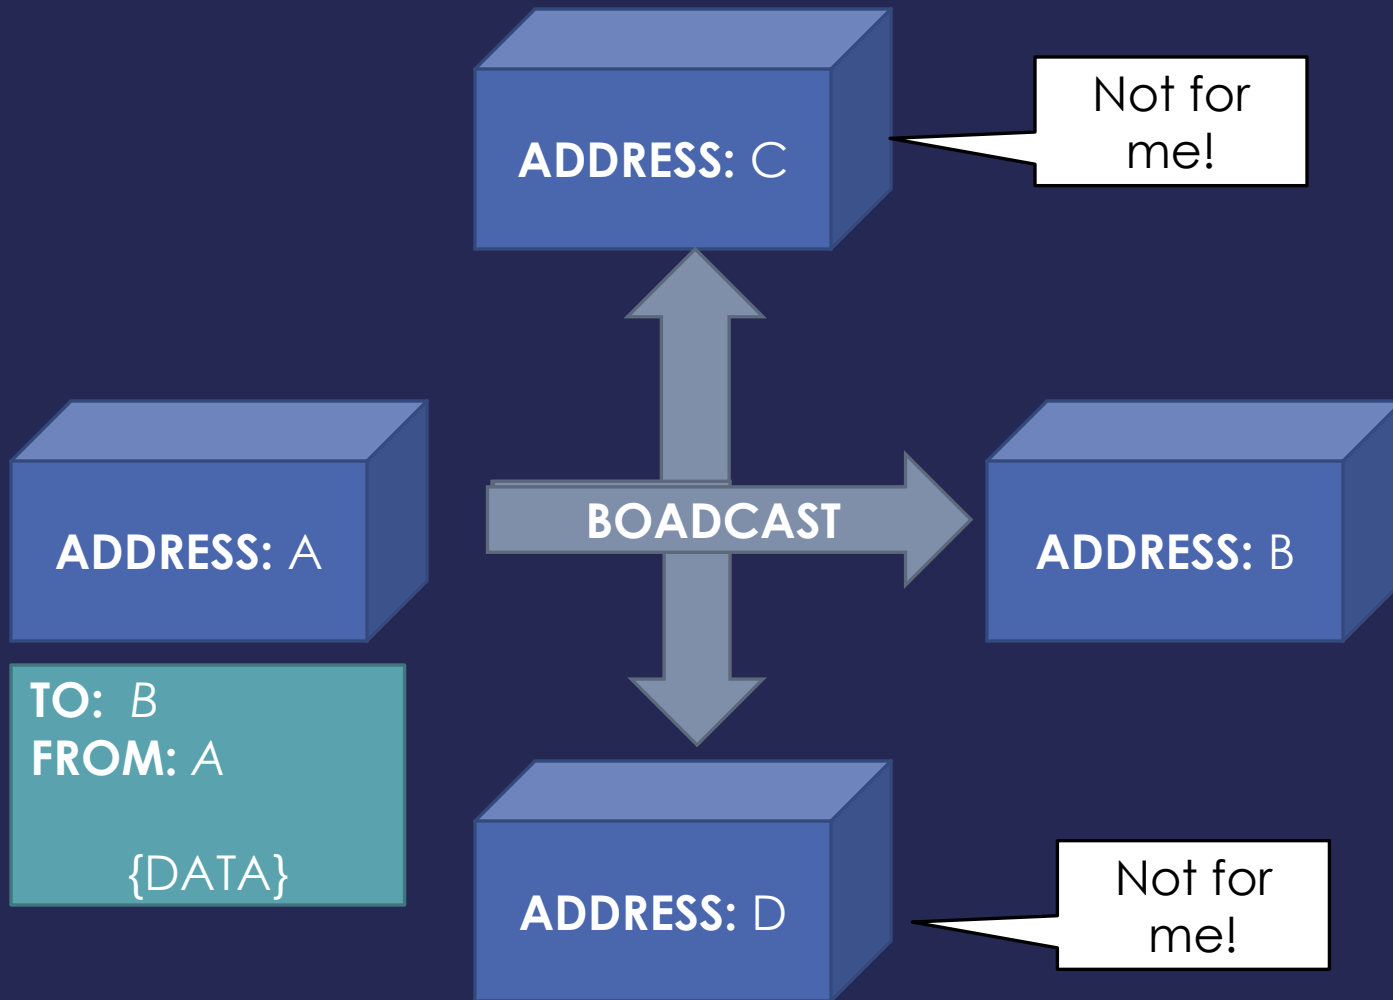 ADDRESS: C
Not for
me!
ADDRESS: A
BOADCAST
ADDRESS: B
TO: B
FROM: A
{DATA}
ADDRESS: D
Not for
me!